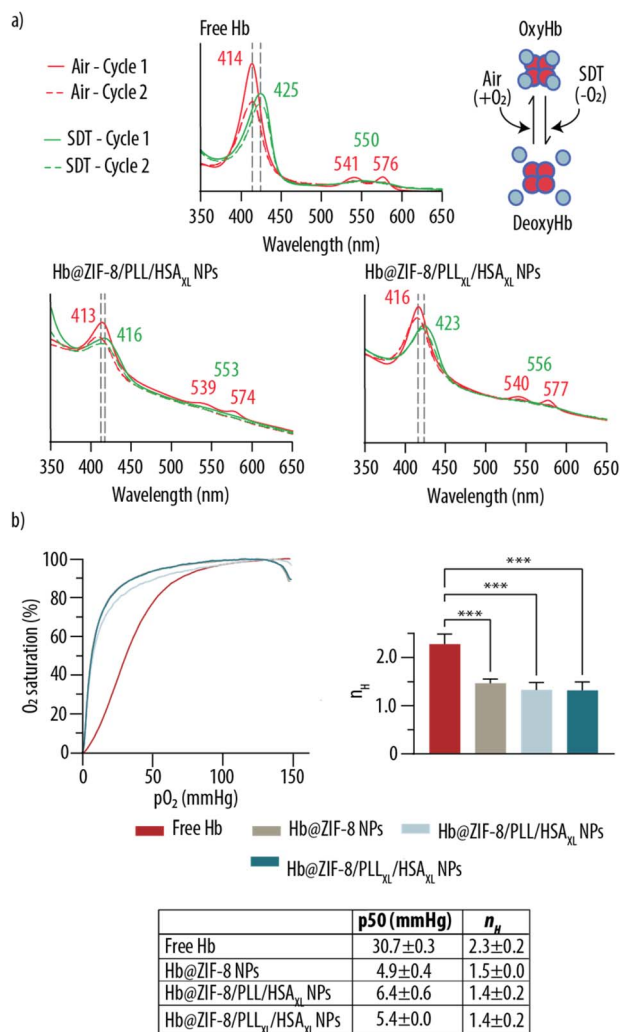 a)
Free Hb
Air - Cycle 1
Air - Cycle 2
SDT - Cycle 1
SDT - Cycle 2
414
425
550
541 576
350 400 450 500 550 600 650
Wavelength (nm)
OxyHb
Air
(+O₂)
SDT
(-O₂)
DeoxyHb
Hb@ZIF-8/PLL/HSA_XL NPs
413
416
553
539 574
350 400 450 500 550 600 650
Wavelength (nm)
Hb@ZIF-8/PLL_XL/HSA_XL NPs
416
423
556
540 577
350 400 450 500 550 600 650
Wavelength (nm)
b)
O₂ saturation (%)
100
80
60
40
20
0
0 50 100 150
pO₂ (mmHg)
***
***
***
n_H
2.0
1.0
0
Free Hb
Hb@ZIF-8 NPs
Hb@ZIF-8/PLL/HSA_XL NPs
Hb@ZIF-8/PLL_XL/HSA_XL NPs
p50 (mmHg) n_H
Free Hb 30.7±0.3 2.3±0.2
Hb@ZIF-8 NPs 4.9±0.4 1.5±0.0
Hb@ZIF-8/PLL/HSA_XL NPs 6.4±0.6 1.4±0.2
Hb@ZIF-8/PLL_XL/HSA_XL NPs 5.4±0.0 1.4±0.2